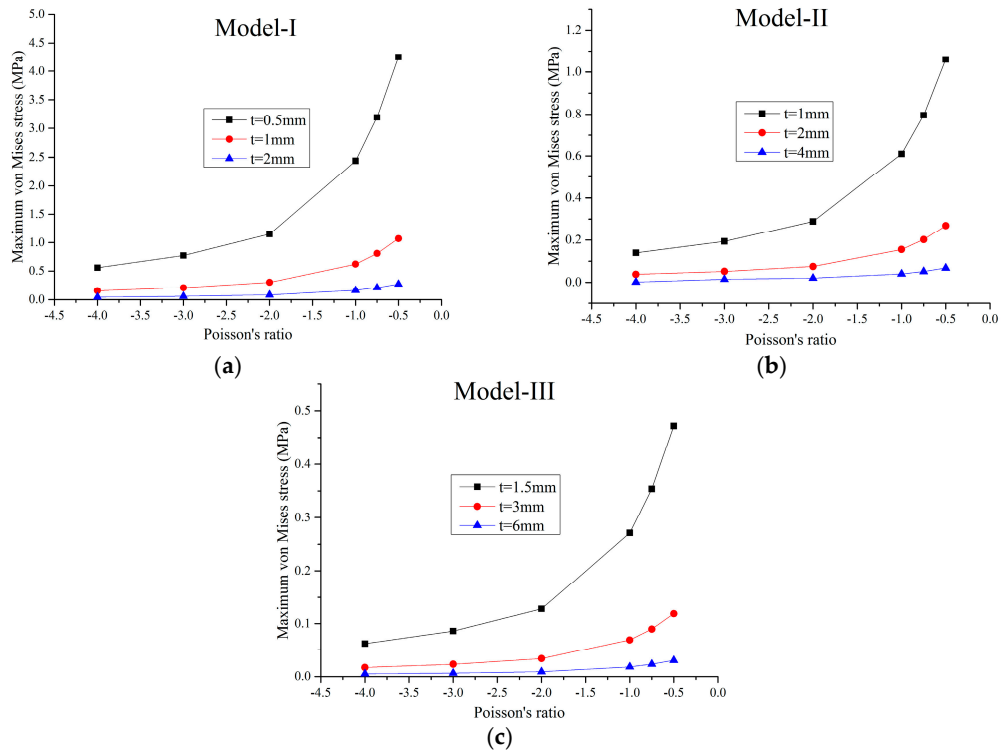 Model-I
Maximum von Mises stress (MPa)
5.0
4.5
4.0
3.5
3.0
2.5
2.0
1.5
1.0
0.5
0.0
t=0.5mm
t=1mm
t=2mm
-4.5 -4.0 -3.5 -3.0 -2.5 -2.0 -1.5 -1.0 -0.5 0.0
Poisson's ratio
(a)
Model-II
Maximum von Mises stress (MPa)
1.2
1.0
0.8
0.6
0.4
0.2
0.0
t=1mm
t=2mm
t=4mm
-4.5 -4.0 -3.5 -3.0 -2.5 -2.0 -1.5 -1.0 -0.5 0.0
Poisson's ratio
(b)
Model-III
Maximum von Mises stress (MPa)
0.5
0.4
0.3
0.2
0.1
0.0
t=1.5mm
t=3mm
t=6mm
-4.5 -4.0 -3.5 -3.0 -2.5 -2.0 -1.5 -1.0 -0.5 0.0
Poisson's ratio
(c)